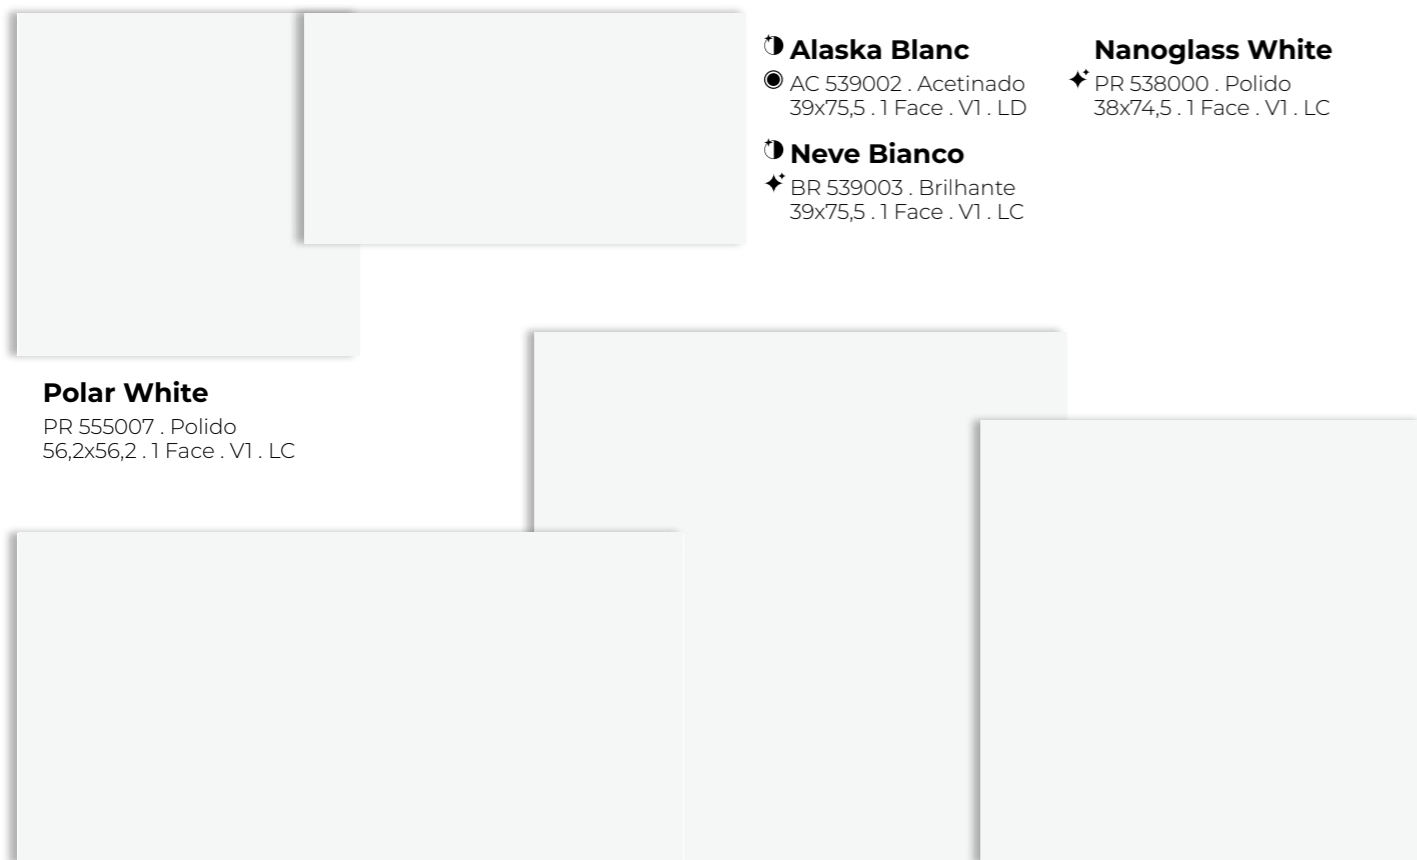 Alaska Blanc
AC 539002 . Acetinado
39x75,5 . 1 Face . V1 . LD
Neve Bianco
BR 539003 . Brilhante
39x75,5 . 1 Face . V1 . LC
Nanoglass White
PR 538000 . Polido
38x74,5 . 1 Face . V1 . LC
Polar White
PR 555007 . Polido
56,2x56,2 . 1 Face . V1 . LC